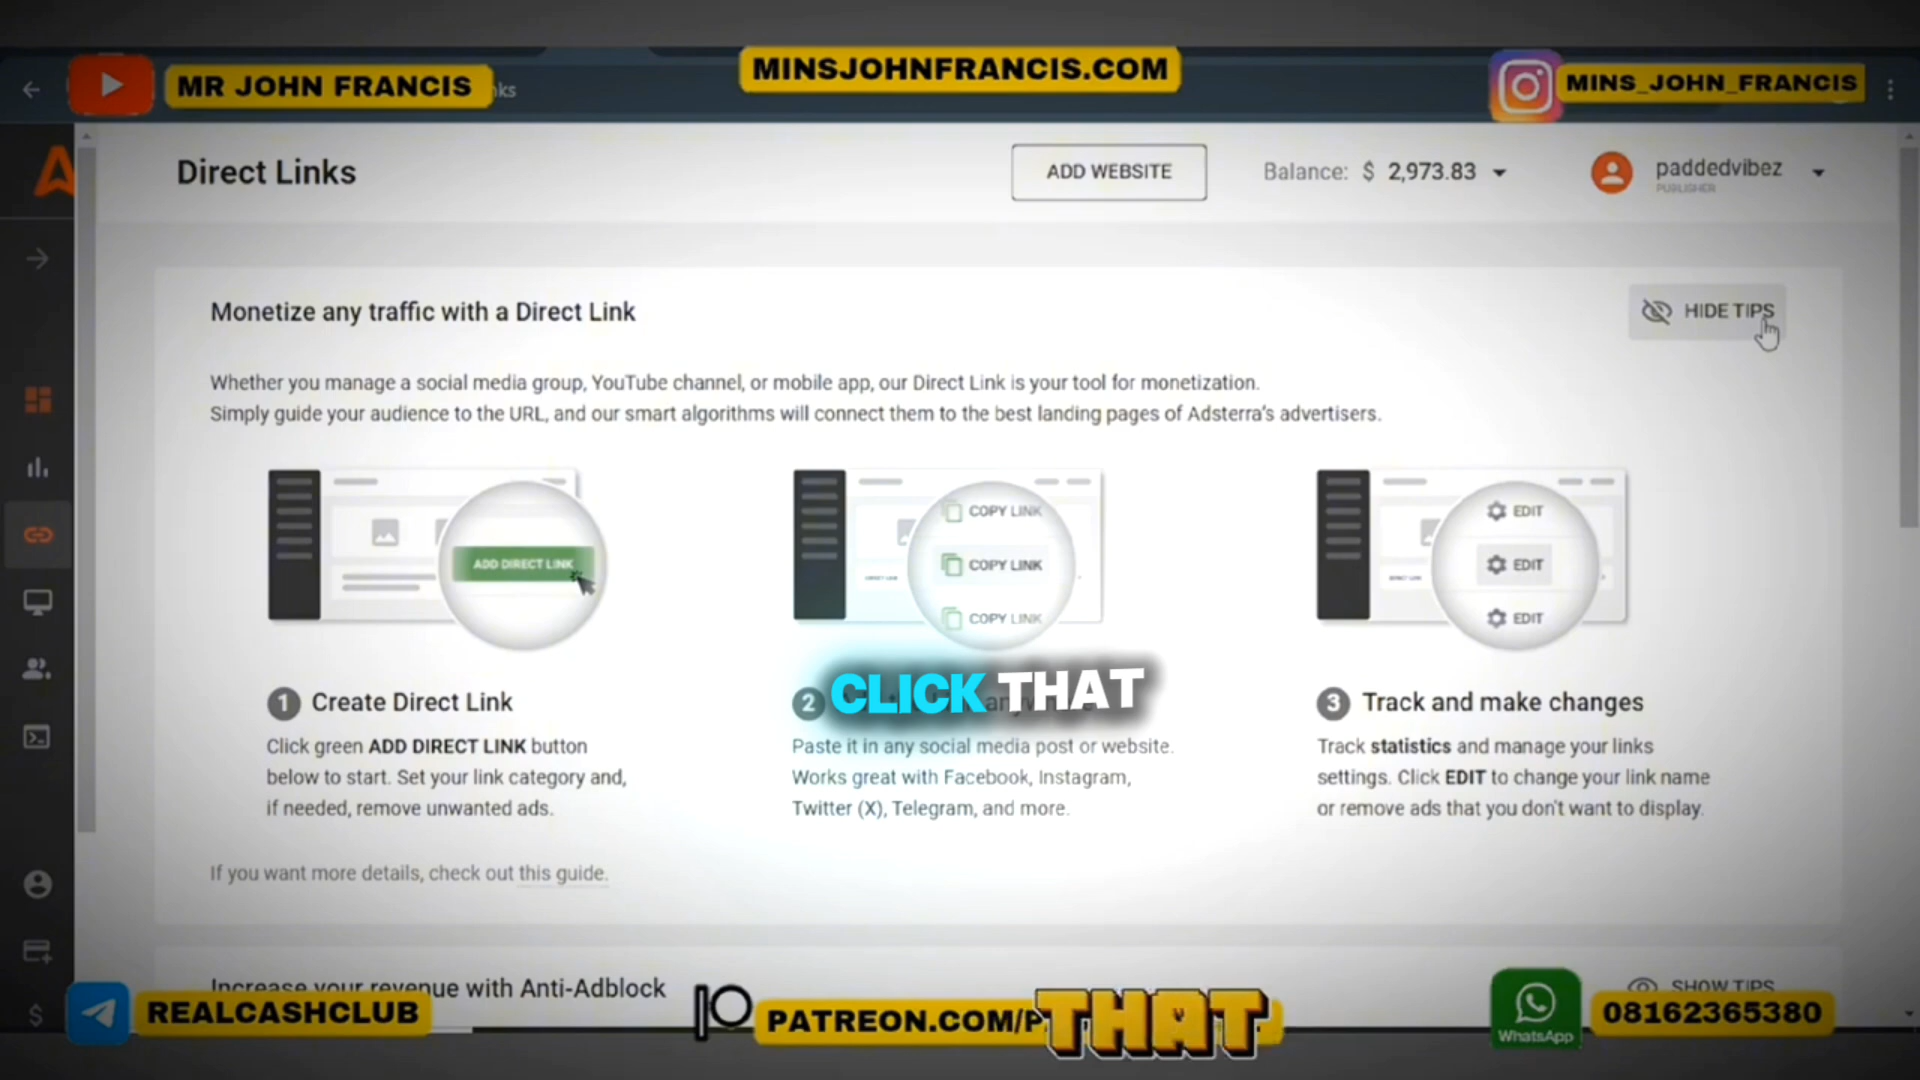 MR JOHN FRANCIS
nks
MINSJOHNFRANCIS.COM
MINS_JOHN_FRANCIS
Direct Links
ADD WEBSITE
Balance: $ 2,973.83
paddedvibez
PUBLISHER
Monetize any traffic with a Direct Link
HIDE TIPS
Whether you manage a social media group, YouTube channel, or mobile app, our Direct Link is your tool for monetization.
Simply guide your audience to the URL, and our smart algorithms will connect them to the best landing pages of Adsterra's advertisers.
ADD DIRECT LINK
COPY LINK
COPY LINK
COPY LINK
EDIT
EDIT
EDIT
1 Create Direct Link
Click green ADD DIRECT LINK button
below to start. Set your link category and,
if needed, remove unwanted ads.
2
CLICK THAT
Paste it in any social media post or website.
Works great with Facebook, Instagram,
Twitter (X), Telegram, and more.
3 Track and make changes
Track statistics and manage your links
settings. Click EDIT to change your link name
or remove ads that you don't want to display.
If you want more details, check out this guide.
Increase your revenue with Anti-Adblock
SHOW TIPS
REALCASHCLUB
PATREON.COM/P
THAT
WhatsApp
08162365380